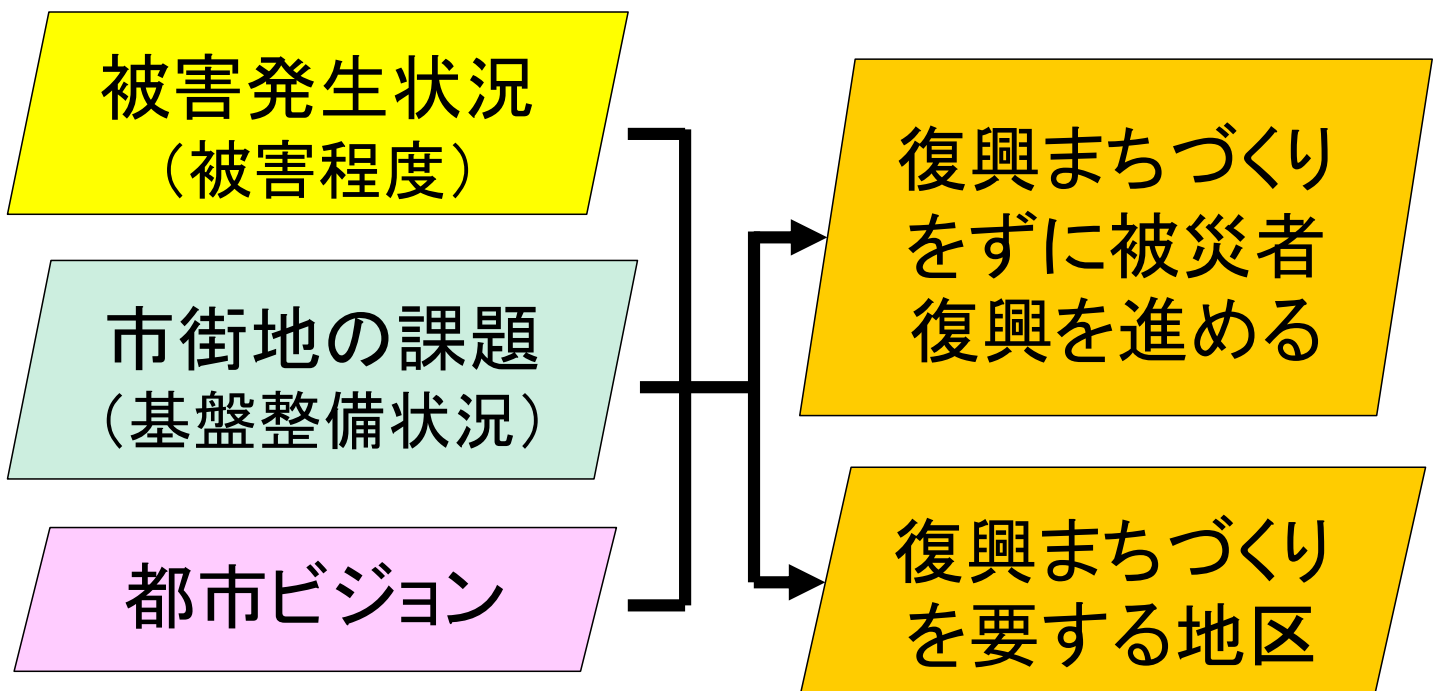 被害発生状況
（被害程度）
市街地の課題
（基盤整備状況）
都市ビジョン
復興まちづくり
をずに被災者
復興を進める
復興まちづくり
を要する地区